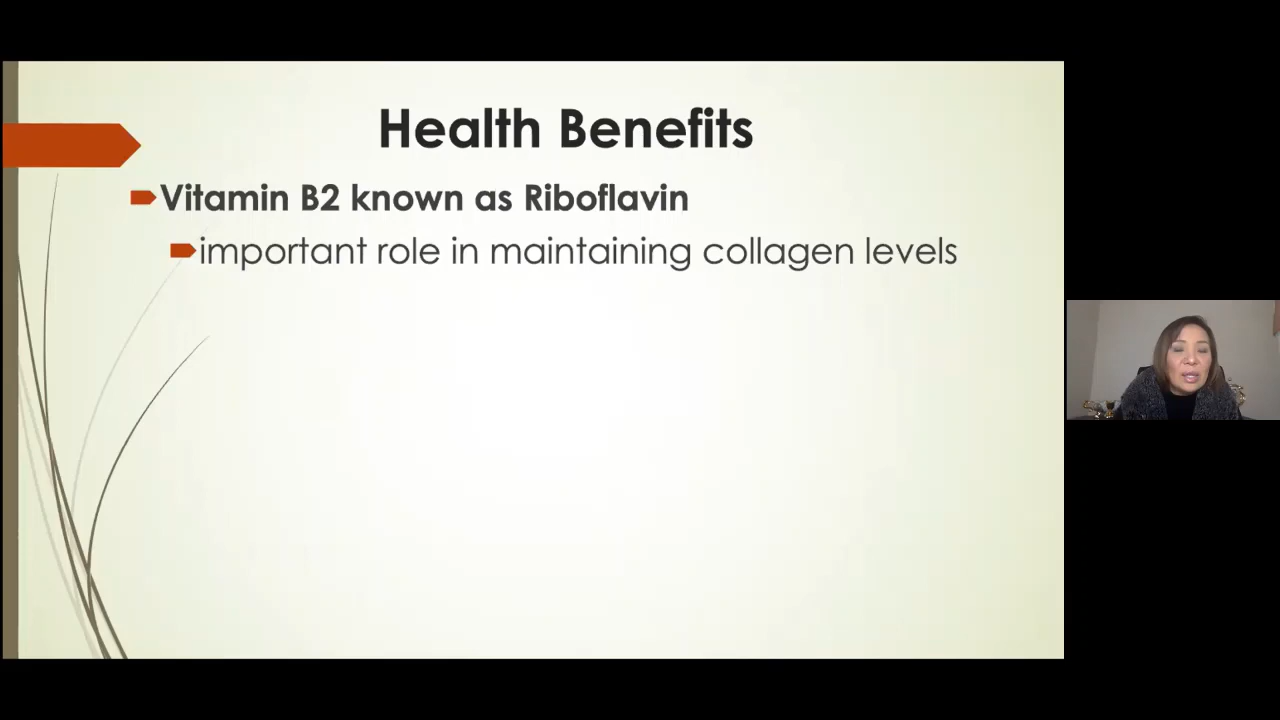 Health Benefits
Vitamin B2 known as Riboflavin
important role in maintaining collagen levels